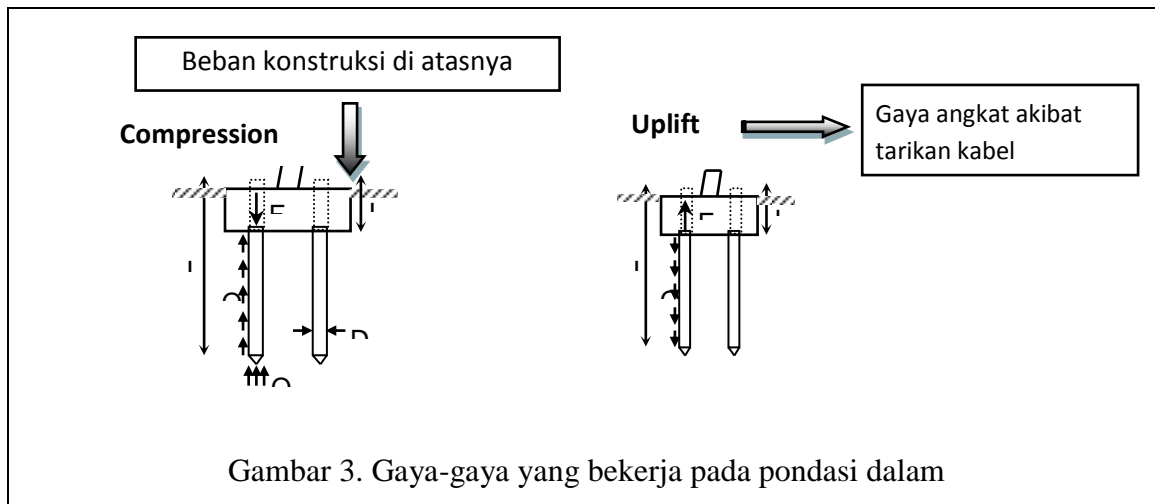 Beban konstruksi di atasnya
Compression
Uplift
Gaya angkat akibat
tarikan kabel
Gambar 3. Gaya-gaya yang bekerja pada pondasi dalam